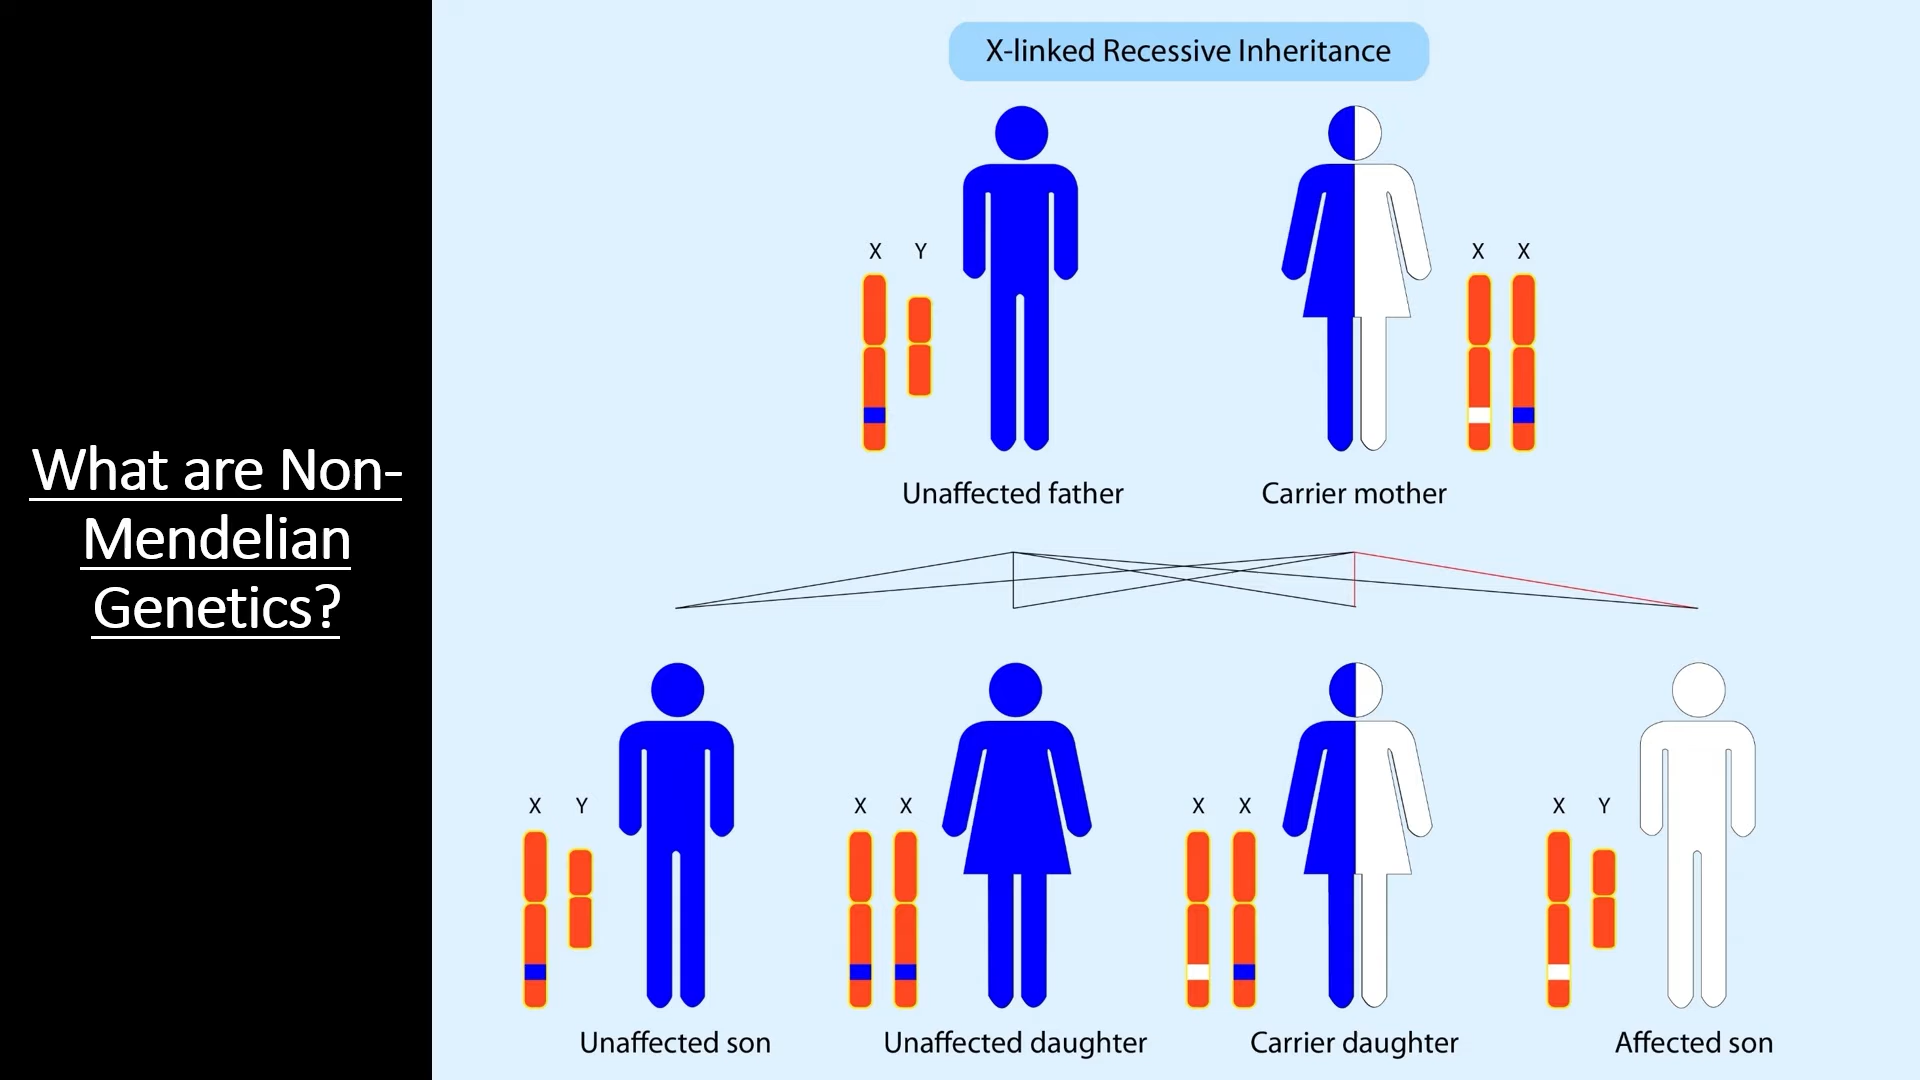 What are Non-
Mendelian
Genetics?
X-linked Recessive Inheritance
X Y
X X
Unaffected father
Carrier mother
X Y
X X
X X
X Y
Unaffected son
Unaffected daughter
Carrier daughter
Affected son